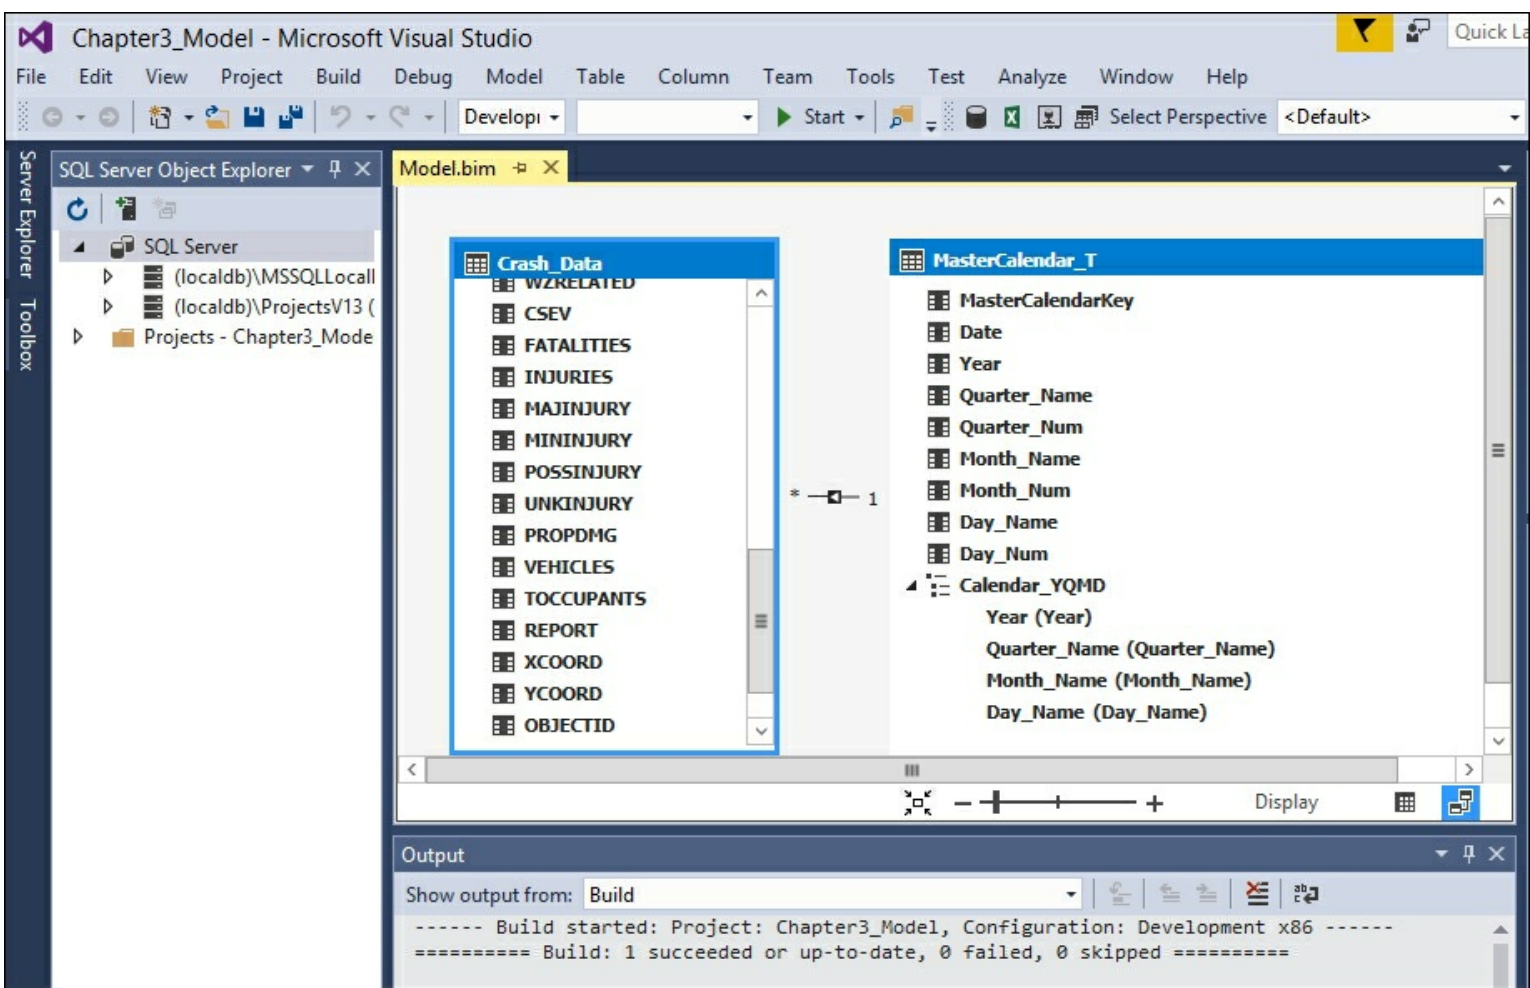 Chapter3_Model - Microsoft Visual Studio
Quick La
File Edit View Project Build Debug Model Table Column Team Tools Test Analyze Window Help
Developı Start Select Perspective <Default>
Server Explorer
Toolbox
SQL Server Object Explorer
SQL Server
(localdb)\MSSQLLocall
(localdb)\ProjectsV13 (
Projects - Chapter3_Mode
Model.bim
Crash_Data
WZRELATED
CSEV
FATALITIES
INJURIES
MAJINJURY
MININJURY
POSSINJURY
UNKINJURY
PROPDMG
VEHICLES
TOCCUPANTS
REPORT
XCOORD
YCOORD
OBJECTID
* 1
MasterCalendar_T
MasterCalendarKey
Date
Year
Quarter_Name
Quarter_Num
Month_Name
Month_Num
Day_Name
Day_Num
Calendar_YQMD
Year (Year)
Quarter_Name (Quarter_Name)
Month_Name (Month_Name)
Day_Name (Day_Name)
Display
Output
Show output from: Build
------ Build started: Project: Chapter3_Model, Configuration: Development x86 ------
========== Build: 1 succeeded or up-to-date, 0 failed, 0 skipped ==========